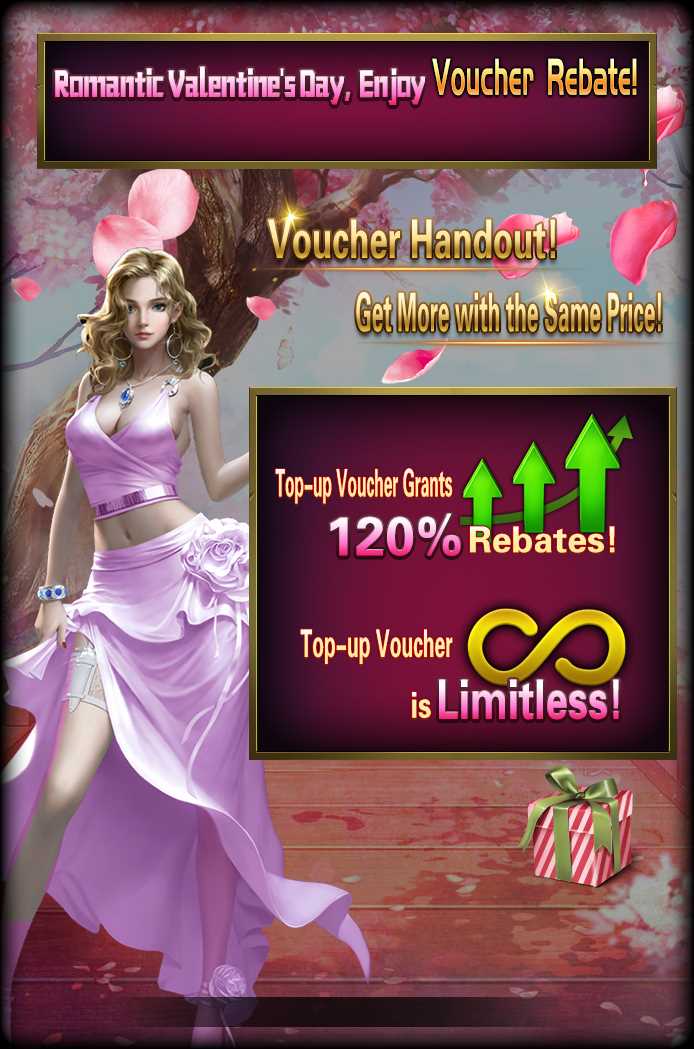 Romantic Valentine's Day, Enjoy Voucher Rebate!
Voucher Handout!
Get More with the Same Price!
Top-up Voucher Grants
120% Rebates!
Top-up Voucher
is Limitless!